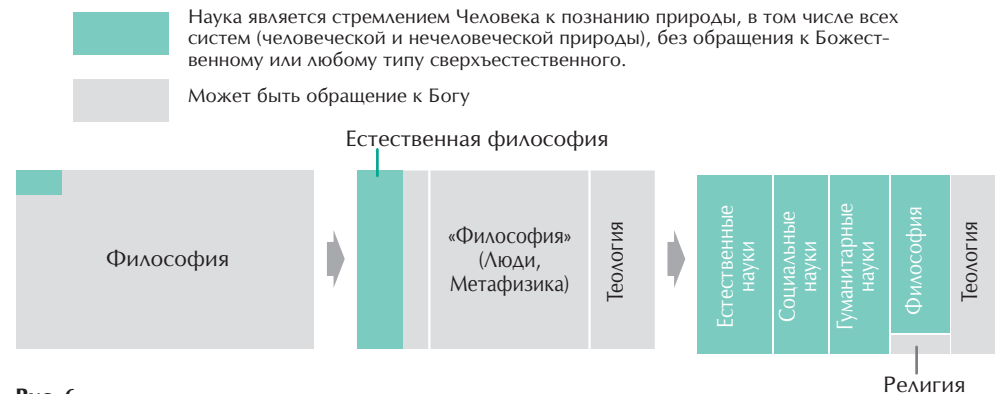 Наука является стремлением Человека к познанию природы, в том числе всех
систем (человеческой и нечеловеческой природы), без обращения к Божест-
венному или любому типу сверхъестественного.
Может быть обращение к Богу
Естественная философия
Философия
«Философия»
(Люди,
Метафизика)
Теология
Естественные
науки
Социальные
науки
Гуманитарные
науки
Философия
Теология
Религия